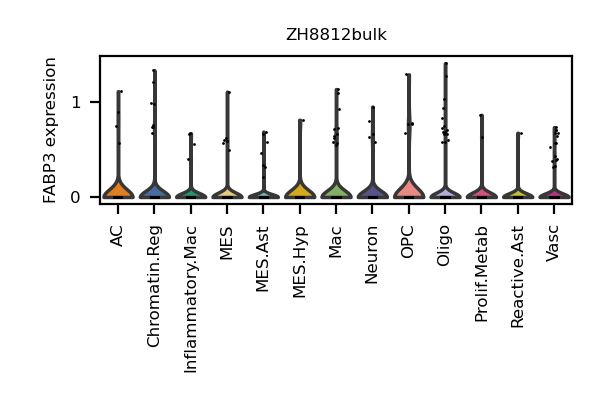 ZH8812bulk
FABP3 expression
1
0
AC
Chromatin.Reg
Inflammatory.Mac
MES
MES.Ast
MES.Hyp
Mac
Neuron
OPC
Oligo
Prolif.Metab
Reactive.Ast
Vasc